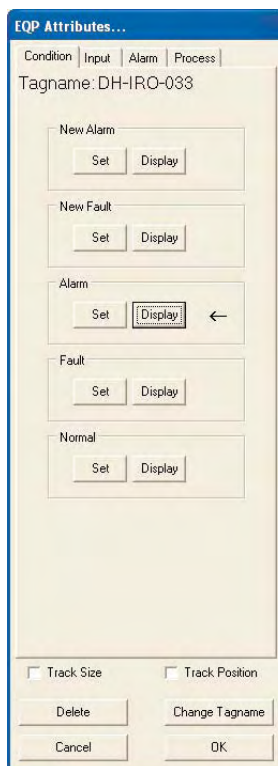 EQP Attributes...
Condition Input Alarm Process
Tagname: DH-IRO-033
New Alarm
Set Display
New Fault
Set Display
Alarm
Set Display ←
Fault
Set Display
Normal
Set Display
Track Size Track Position
Delete Change Tagname
Cancel OK